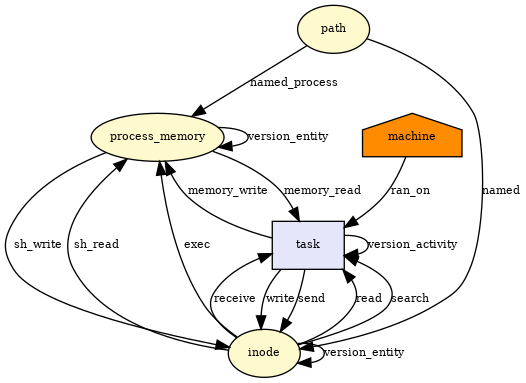 path
named_process
process_memory
version_entity
machine
memory_write
memory_read
ran_on
named
sh_write
sh_read
exec
task
version_activity
receive
write
send
read
search
inode
version_entity